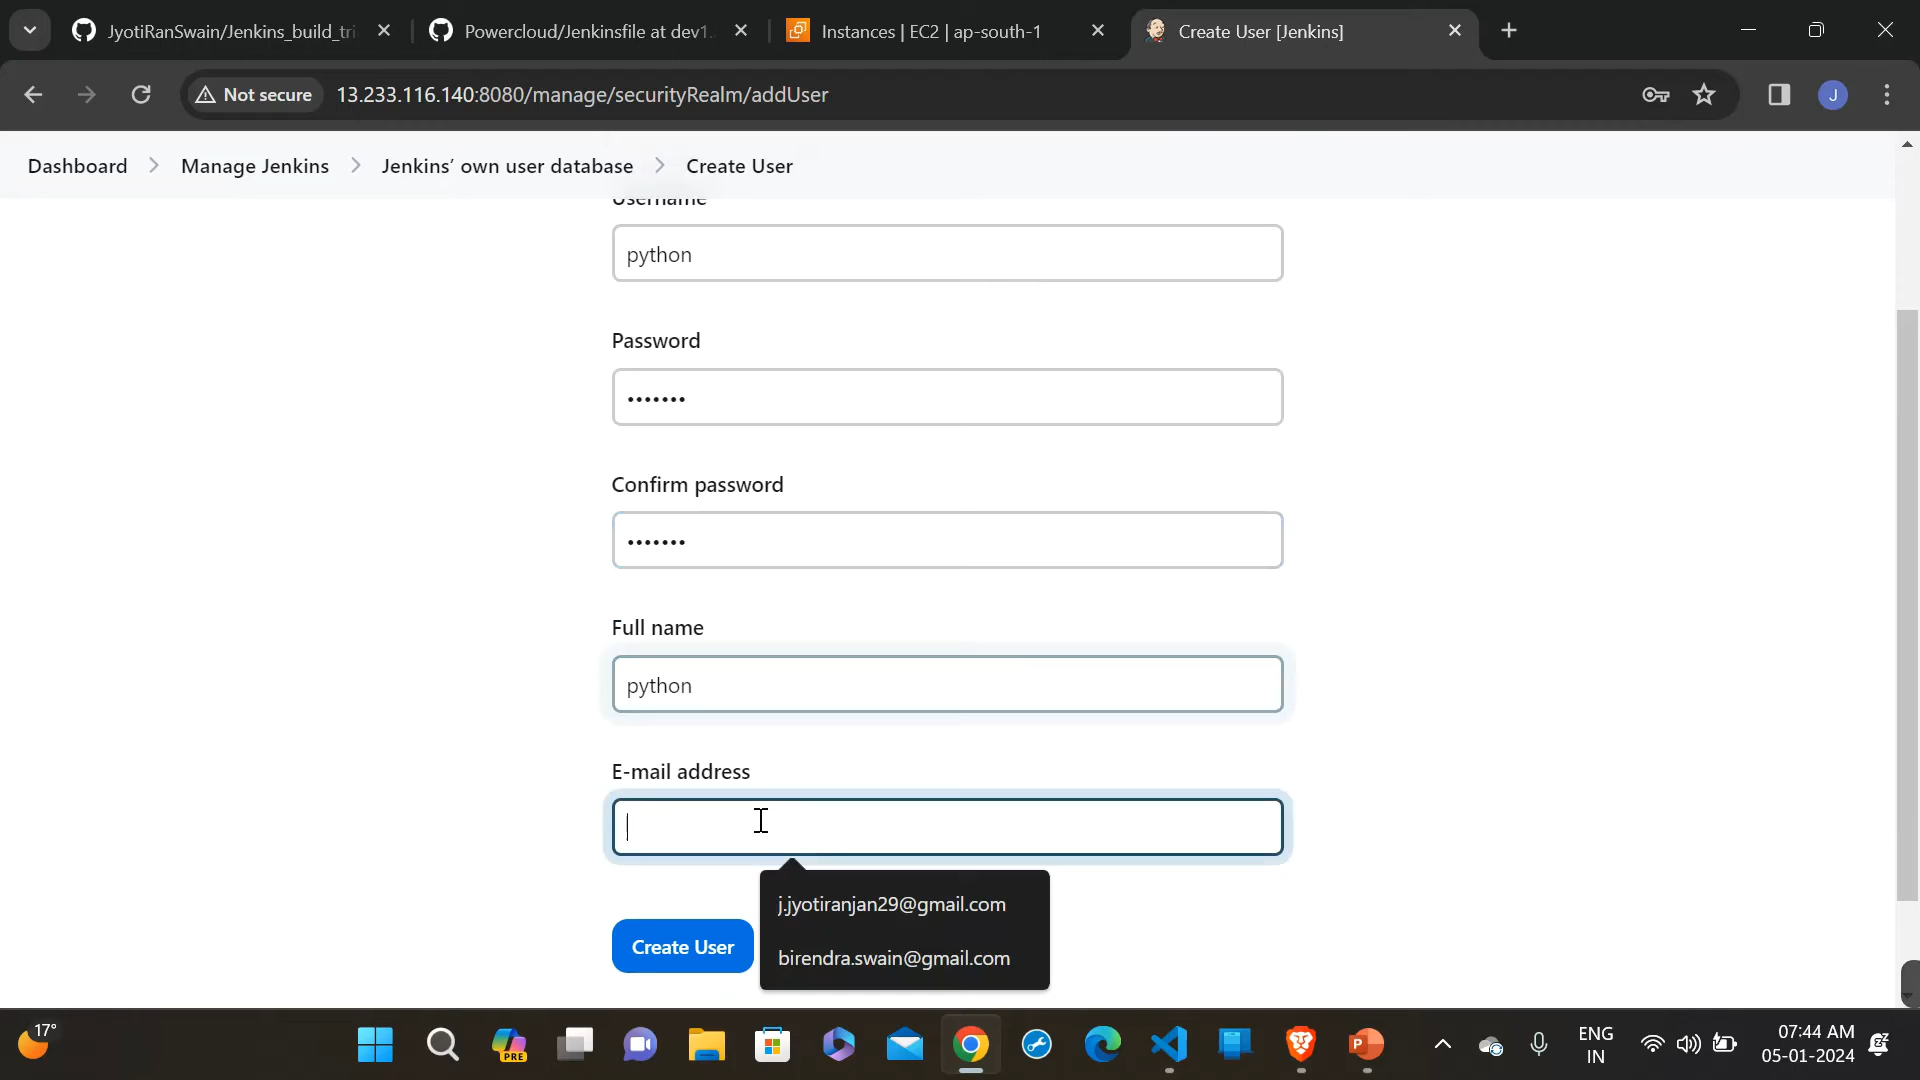 JyotiRanSwain/Jenkins_build_tri
Powercloud/Jenkinsfile at dev1.
Instances | EC2 | ap-south-1
Create User [Jenkins]
Not secure
13.233.116.140:8080/manage/securityRealm/addUser
J
Dashboard > Manage Jenkins > Jenkins’ own user database > Create User
Username
python
Password
•••••••
Confirm password
•••••••
Full name
python
E-mail address
j.jyotiranjan29@gmail.com
birendra.swain@gmail.com
Create User
17°
PRE
ENG
IN
07:44 AM
05-01-2024